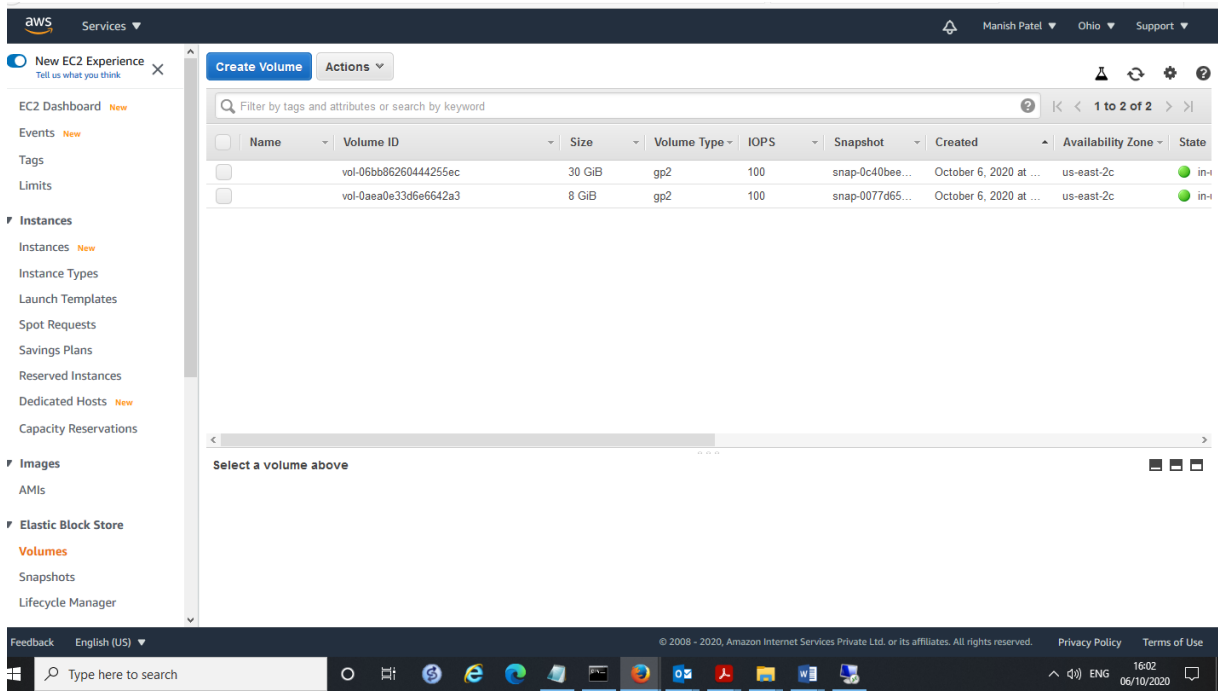 aws Services Manish Patel Ohio Support
New EC2 Experience
Tell us what you think
EC2 Dashboard New
Events New
Tags
Limits
Instances
Instances New
Instance Types
Launch Templates
Spot Requests
Savings Plans
Reserved Instances
Dedicated Hosts New
Capacity Reservations
Images
AMIs
Elastic Block Store
Volumes
Snapshots
Lifecycle Manager
Create Volume Actions
Filter by tags and attributes or search by keyword 1 to 2 of 2
Name Volume ID Size Volume Type IOPS Snapshot Created Availability Zone State
vol-06bb86260444255ec 30 GiB gp2 100 snap-0c40bee... October 6, 2020 at ... us-east-2c
vol-0aea0e33d6e6642a3 8 GiB gp2 100 snap-0077d65... October 6, 2020 at ... us-east-2c
Select a volume above
Feedback English (US) © 2008 - 2020, Amazon Internet Services Private Ltd. or its affiliates. All rights reserved. Privacy Policy Terms of Use
Type here to search ENG 16:02
06/10/2020